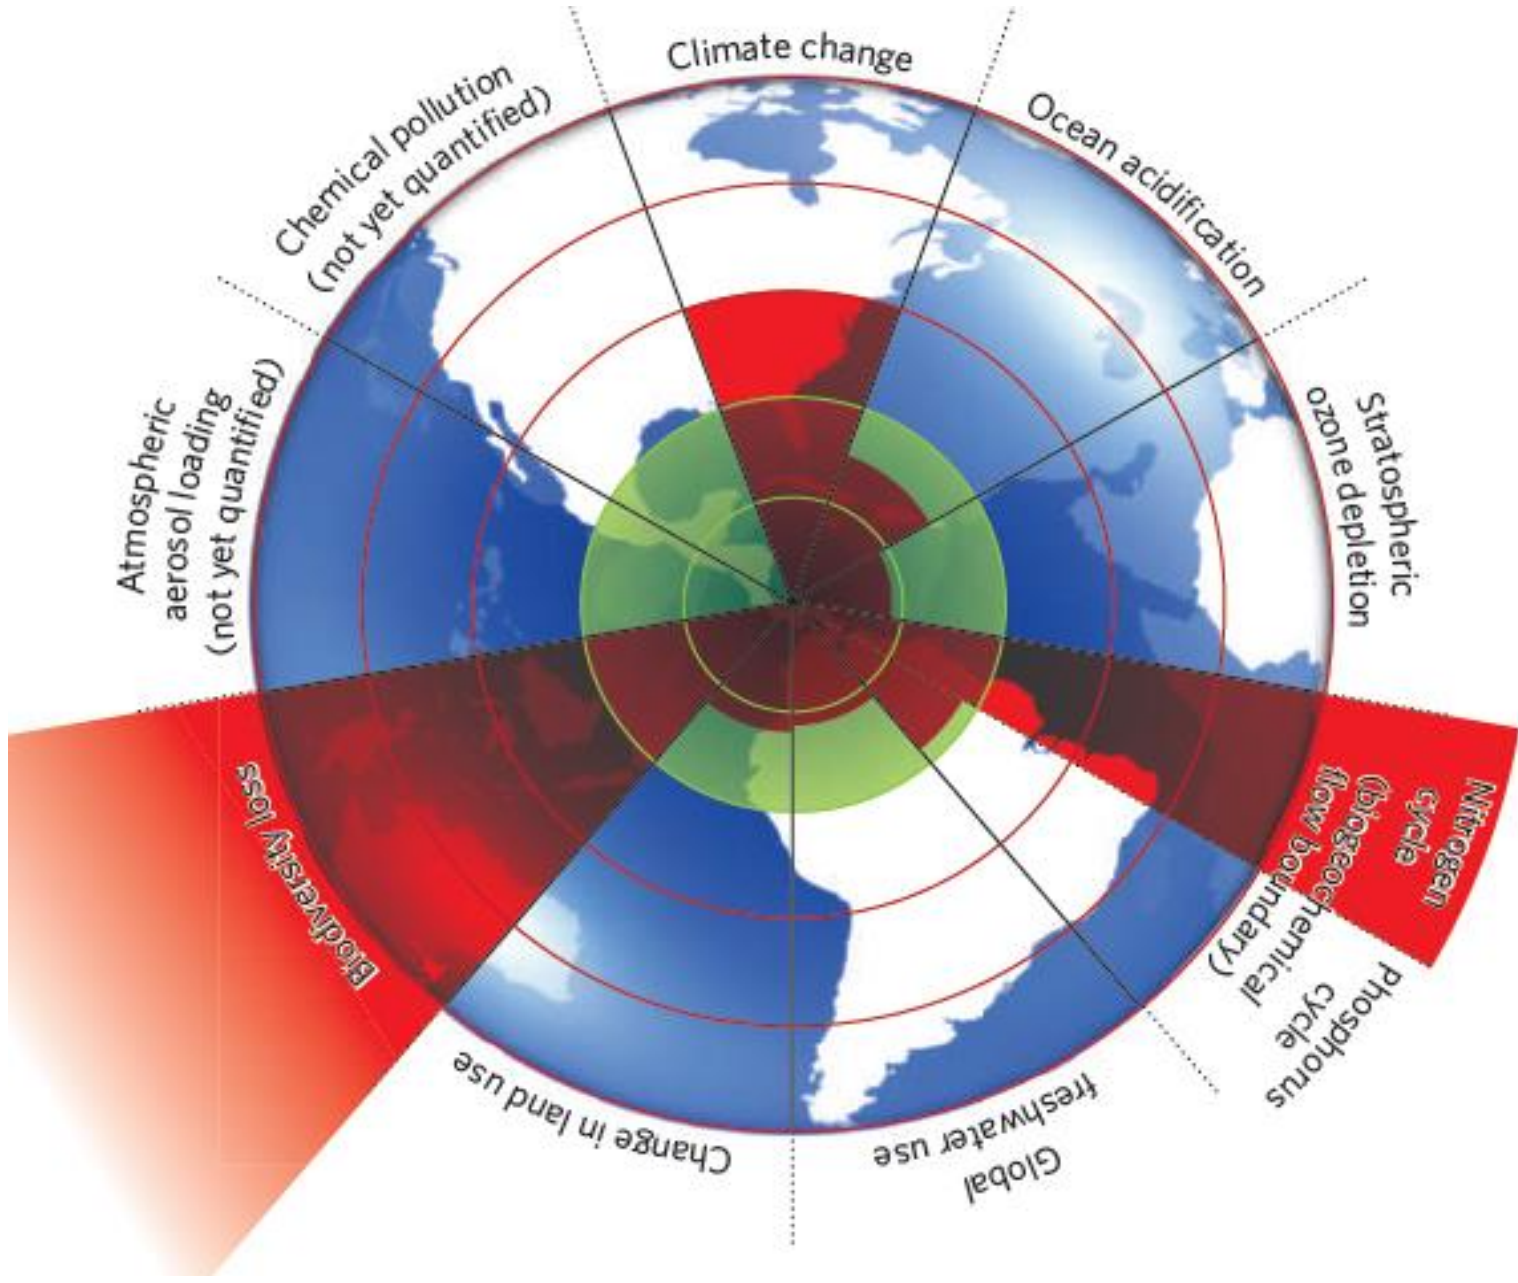 Climate change
Ocean acidification
Stratospheric
ozone depletion
Nitrogen
cycle
(biogeochemical
flow boundary)
Phosphorus
cycle
Global
freshwater use
Change in land use
Biodiversity loss
Atmospheric
aerosol loading
(not yet quantified)
Chemical pollution
(not yet quantified)